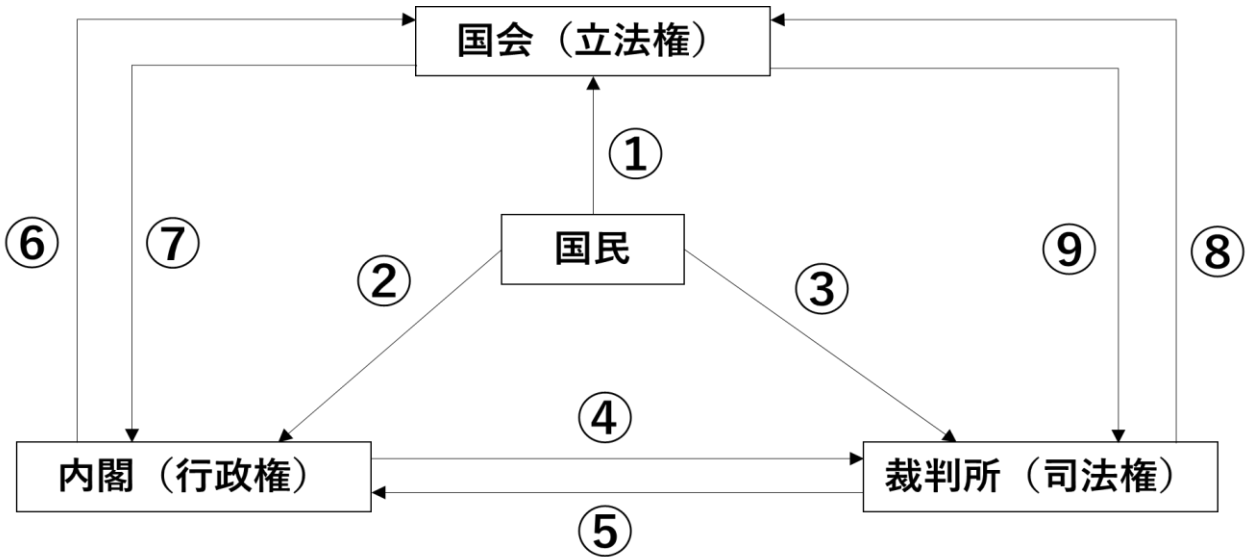 国会（立法権）
①
国民
⑥
⑦
②
③
⑨
⑧
④
内閣（行政権）
裁判所（司法権）
⑤